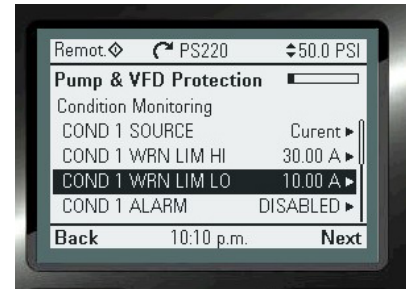 Remot. PS220 50.0 PSI
Pump & VFD Protection
Condition Monitoring
COND 1 SOURCE Curent
COND 1 WRN LIM HI 30.00 A
COND 1 WRN LIM LO 10.00 A
COND 1 ALARM DISABLED
Back 10:10 p.m. Next